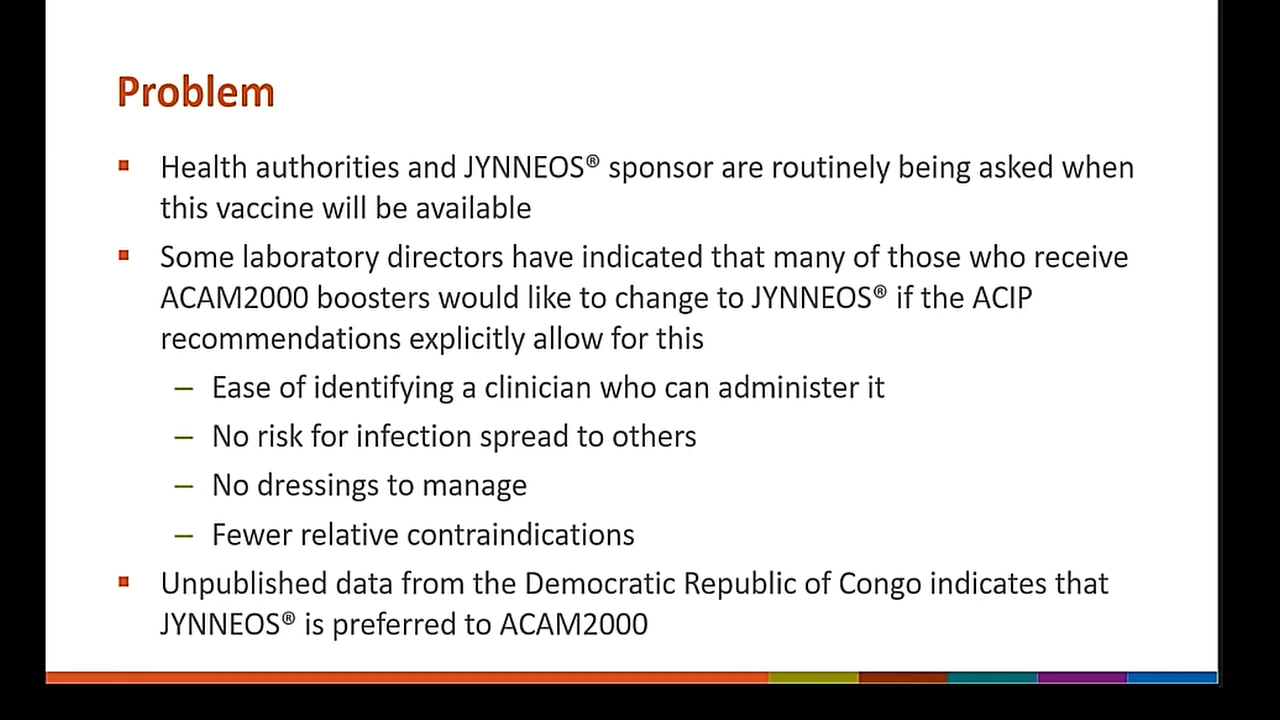 Problem
Health authorities and JYNNEOS® sponsor are routinely being asked when
this vaccine will be available
Some laboratory directors have indicated that many of those who receive
ACAM2000 boosters would like to change to JYNNEOS® if the ACIP
recommendations explicitly allow for this
– Ease of identifying a clinician who can administer it
– No risk for infection spread to others
– No dressings to manage
– Fewer relative contraindications
Unpublished data from the Democratic Republic of Congo indicates that
JYNNEOS® is preferred to ACAM2000